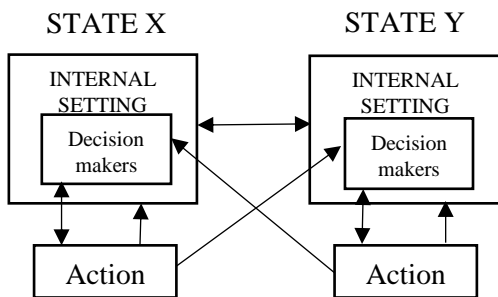 STATE X
STATE Y
INTERNAL
SETTING
Decision
makers
INTERNAL
SETTING
Decision
makers
Action
Action